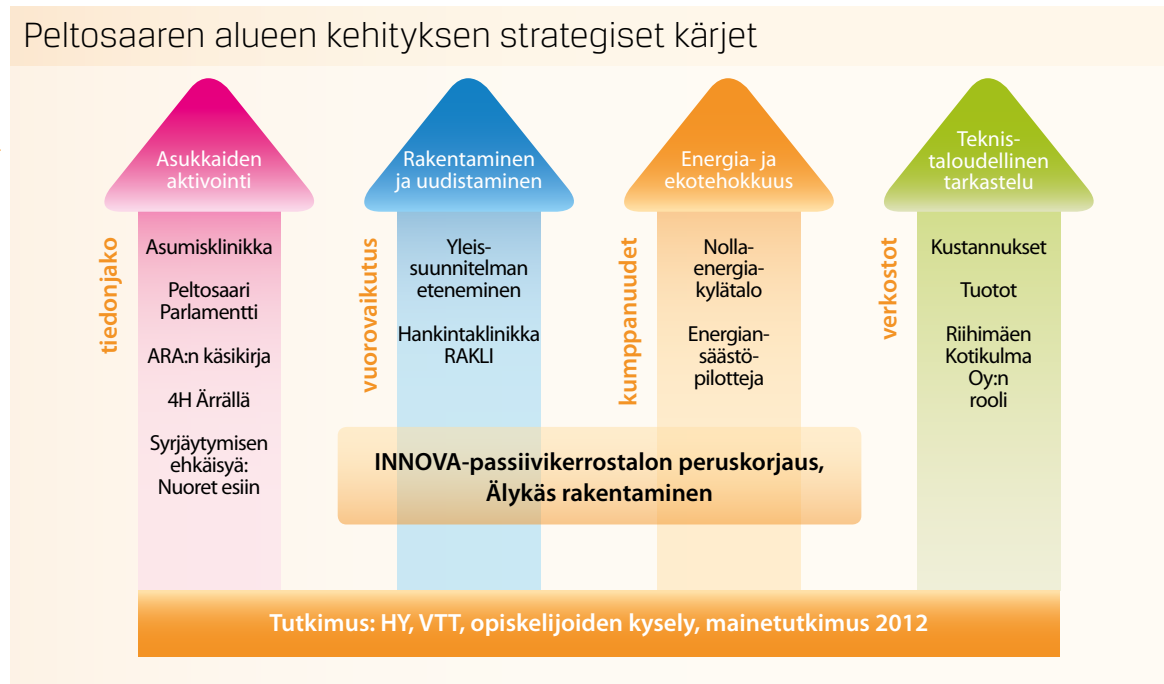 Peltosaaren alueen kehityksen strategiset kärjet
Asukkaiden
aktivointi
tiedonjako
Asumisklinikka
Peltosaari
Parlamentti
ARA:n käsikirja
4H Ärrällä
Syrjäytymisen
ehkäisyä:
Nuoret esiin
Rakentaminen
ja uudistaminen
vuorovaikutus
Yleis-
suunnitelman
eteneminen
Hankintaklinikka
RAKLI
Energia- ja
ekotehokkuus
kumppanuudet
Nolla-
energia-
kylätalo
Energian-
säästö-
pilotteja
Teknis-
taloudellinen
tarkastelu
verkostot
Kustannukset
Tuotot
Riihimäen
Kotikulma
Oy:n
rooli
INNOVA-passiivikerrostalon peruskorjaus,
Älykäs rakentaminen
Tutkimus: HY, VTT, opiskelijoiden kysely, mainetutkimus 2012